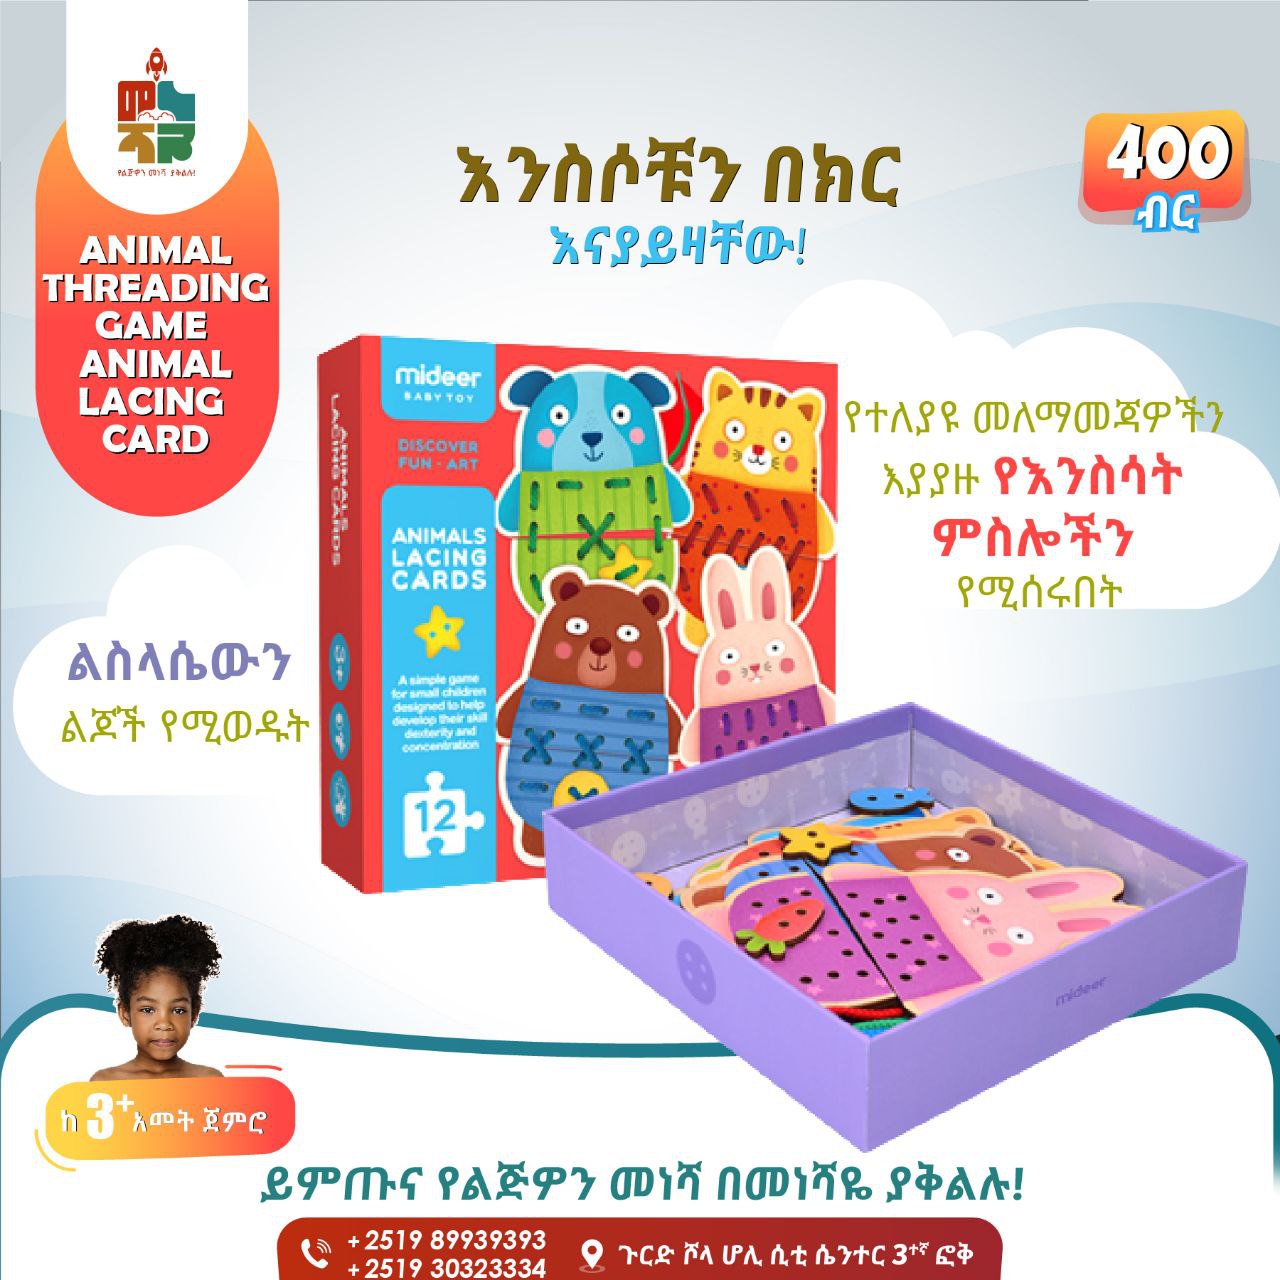 መነሻዬ
የልጅዎን መነሻ ያቅልሉ!
ANIMAL
THREADING
GAME
ANIMAL
LACING
CARD
እንስሶቹን በክር
እናያይዛቸው!
400
ብር
mideer
BABY TOY
DISCOVER
FUN - ART
ANIMALS
LACING
CARDS
A simple game
for small children
designed to help
develop their skill
dexterity and
concentration
12
ANIMALS
LACING CARDS
3+
የተለያዩ መለማመጃዎችን
እያያዙ የእንስሳት
ምስሎችን
የሚሰሩበት
ልስላሴውን
ልጆች የሚወዱት
mideer
ከ 3+ አመት ጀምሮ
ይምጡና የልጅዎን መነሻ በመነሻዬ ያቅልሉ!
+ 2519 89939393
+ 2519 30323334
ጉርድ ሾላ ሆሊ ሲቲ ሴንተር 3ተኛ ፎቅ